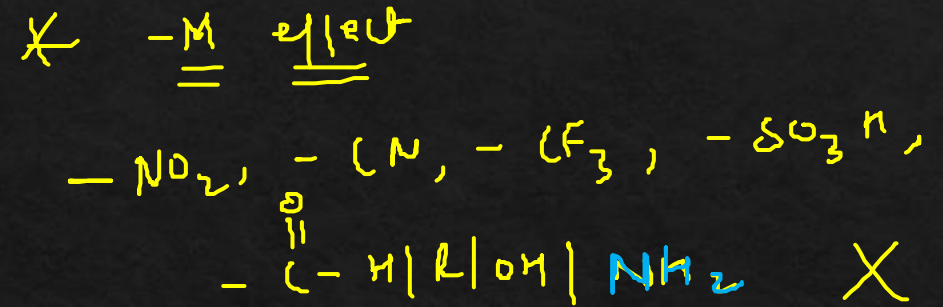 * -M effect
- NO₂, - CN, - CF₃, - SO₃H,
O
||
- C - H | R | OH | NH₂ X